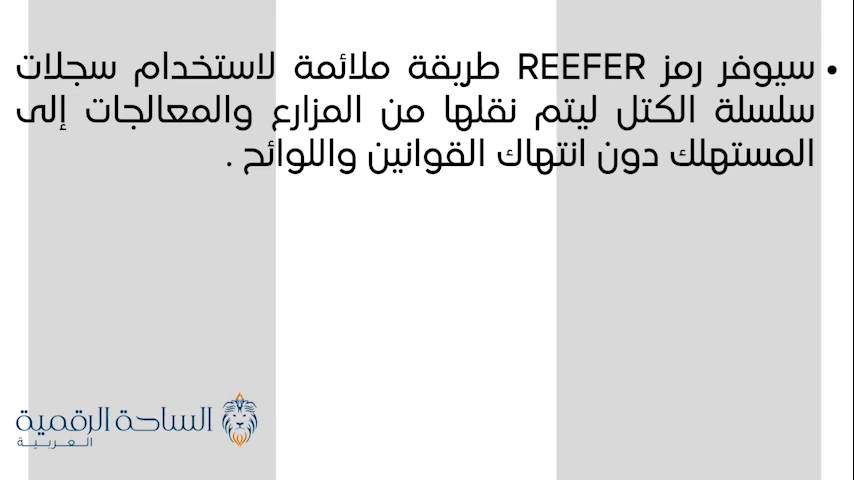 • سيوفر رمز REEFER طريقة ملائمة لاستخدام سجلات
سلسلة الكتل ليتم نقلها من المزارع والمعالجات إلى
المستهلك دون انتهاك القوانين واللوائح .
الساحة الرقمية
العربية